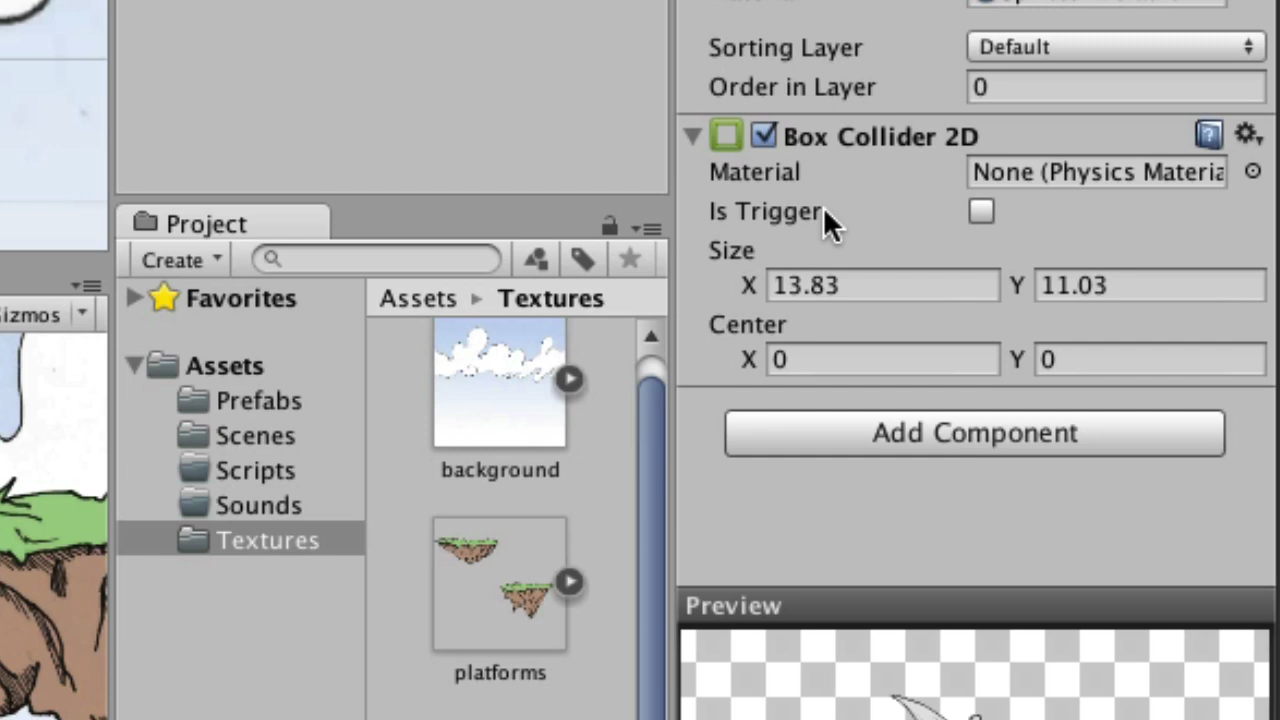 Sorting Layer Default
Order in Layer 0
Box Collider 2D
Material None (Physics Materia
Is Trigger
Size
X 13.83 Y 11.03
Center
X 0 Y 0
Add Component
Preview
Project
Create
Favorites
Assets
Prefabs
Scenes
Scripts
Sounds
Textures
Assets Textures
background
platforms
izmos